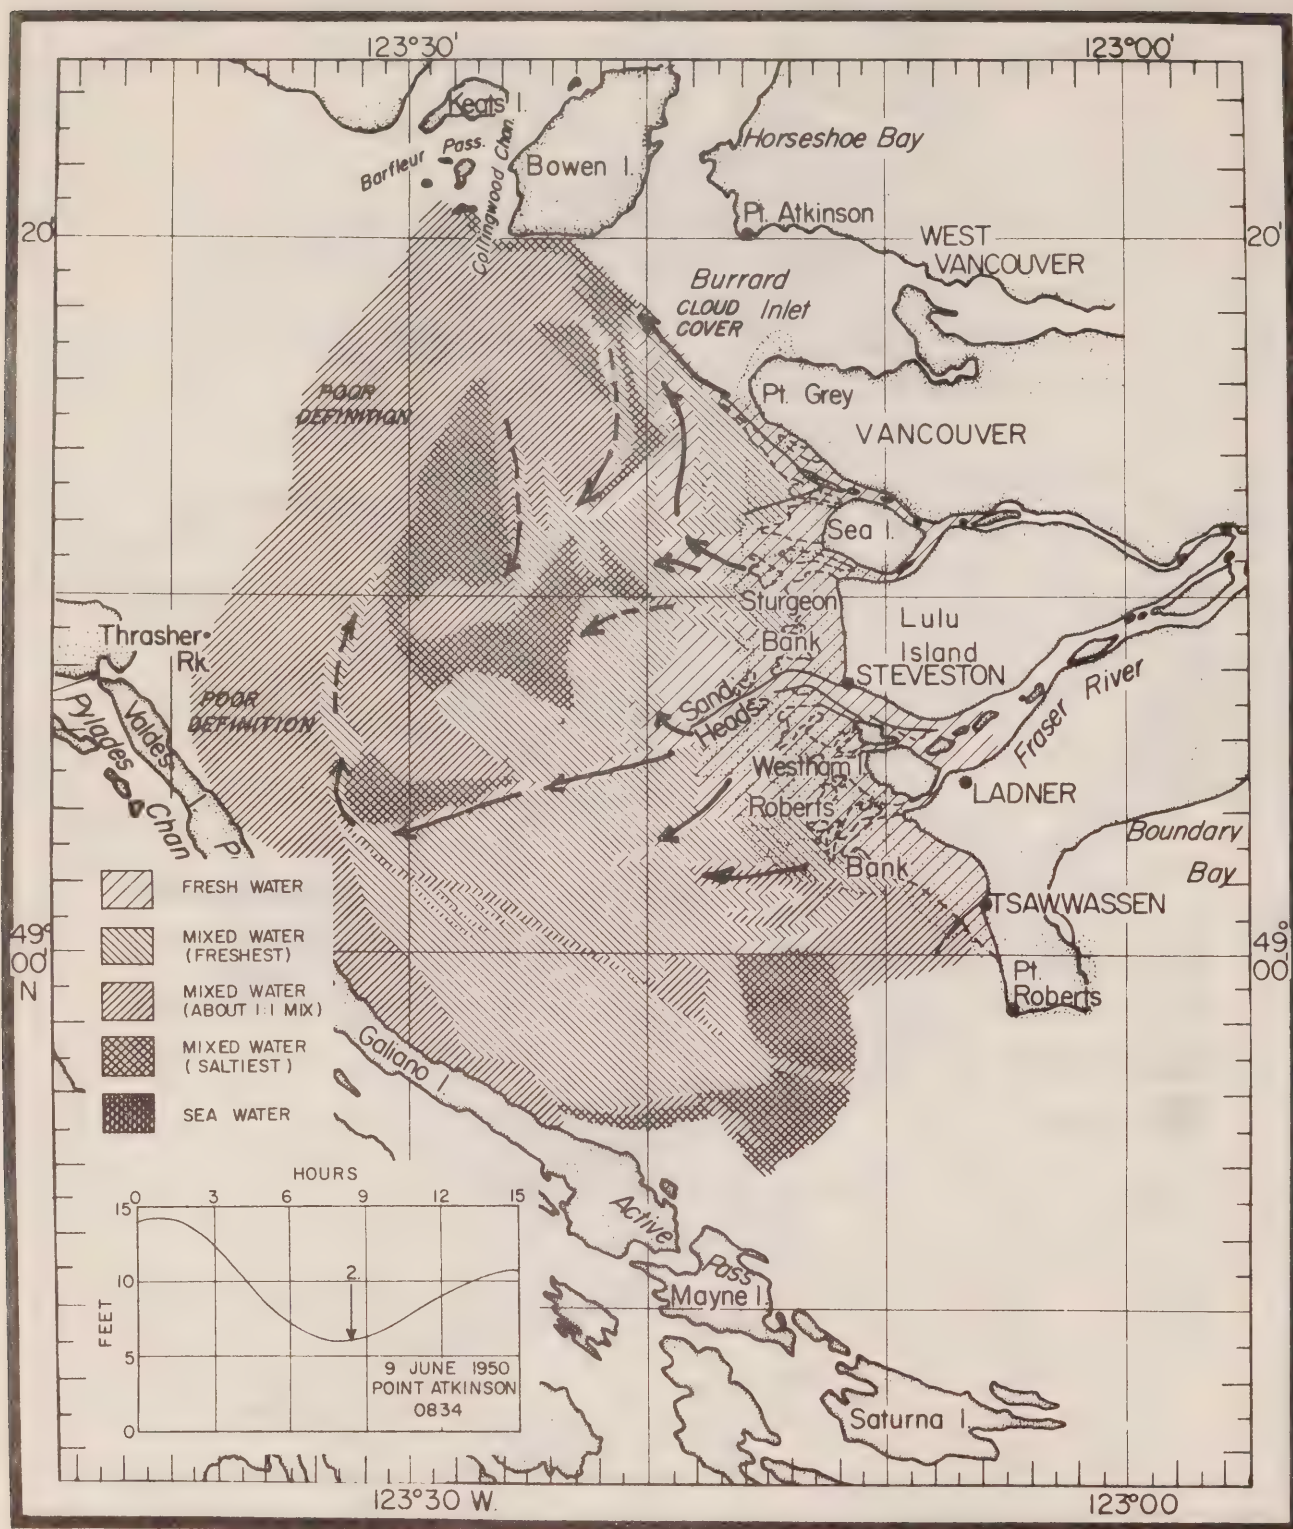 123°30'
123°00'
Keats I.
Barfleur Pass.
Collingwood Chan.
Bowen I.
Horseshoe Bay
Pt. Atkinson
20'
20'
WEST
VANCOUVER
Burrard
CLOUD Inlet
COVER
POOR
DEFINITION
Pt. Grey
VANCOUVER
Sea I.
Sturgeon
Bank
Lulu
Island
STEVESTON
Thrasher
Rk.
POOR
DEFINITION
Sand
Heads
Fraser River
Pylades
Chan
Valdes I.
P
Westham I.
LADNER
Roberts
Bank
Boundary
Bay
TSAWWASSEN
49°
00'
N
49°
00'
Pt.
Roberts
FRESH WATER
MIXED WATER
(FRESHEST)
MIXED WATER
(ABOUT 1:1 MIX)
MIXED WATER
(SALTIEST)
SEA WATER
Galiano I.
HOURS
0 3 6 9 12 15
15
10
5
0
FEET
2
9 JUNE 1950
POINT ATKINSON
0834
Active
Pass
Mayne I.
Saturna I.
123°30 W.
123°00